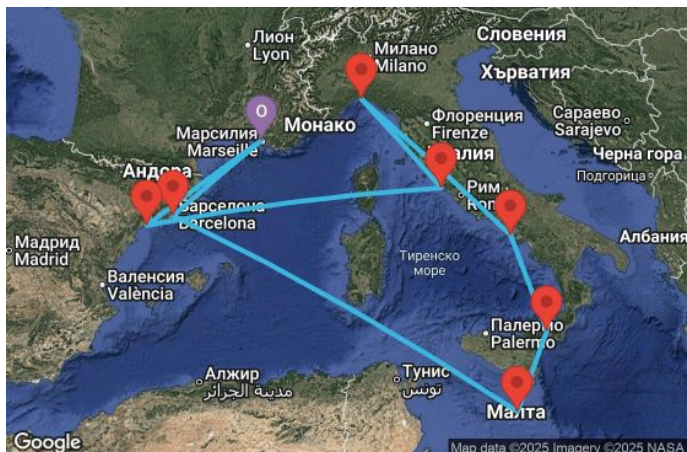 Лион
Lyon
Милано
Milano
Словения
Хърватия
O
Марсилия
Marseille
Монако
Флоренция
Firenze
Сараево
Sarajevo
Черна гора
Подгорица
Андора
Барселона
Barcelona
Рим
Мадрид
Madrid
Валенсия
València
Тиренско
море
Албания
Палермо
Palermo
Алжир
مدينة الجزائر
Тунис
تونس
Малта
Google
Map data ©2025 Imagery ©2025 NASA